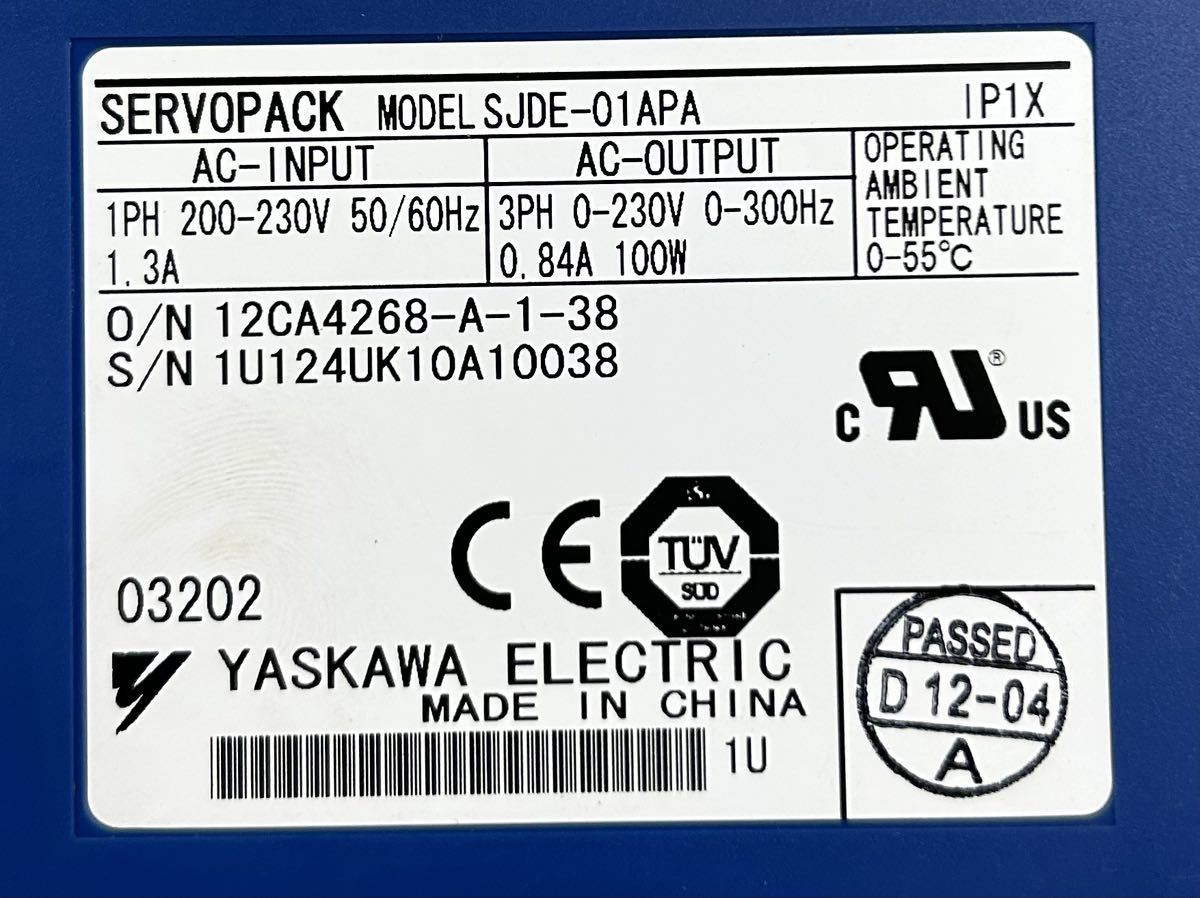 SERVOPACK MODEL SJDE-01APA IP1X
AC-INPUT
1PH 200-230V 50/60Hz
1.3A
AC-OUTPUT
3PH 0-230V 0-300Hz
0.84A 100W
OPERATING
AMBIENT
TEMPERATURE
0-55℃
O/N 12CA4268-A-1-38
S/N 1U124UK10A10038
C RU® US
CE
TÜV
SÜD
03202
YASKAWA ELECTRIC
MADE IN CHINA
1U
PASSED
D 12-04
A